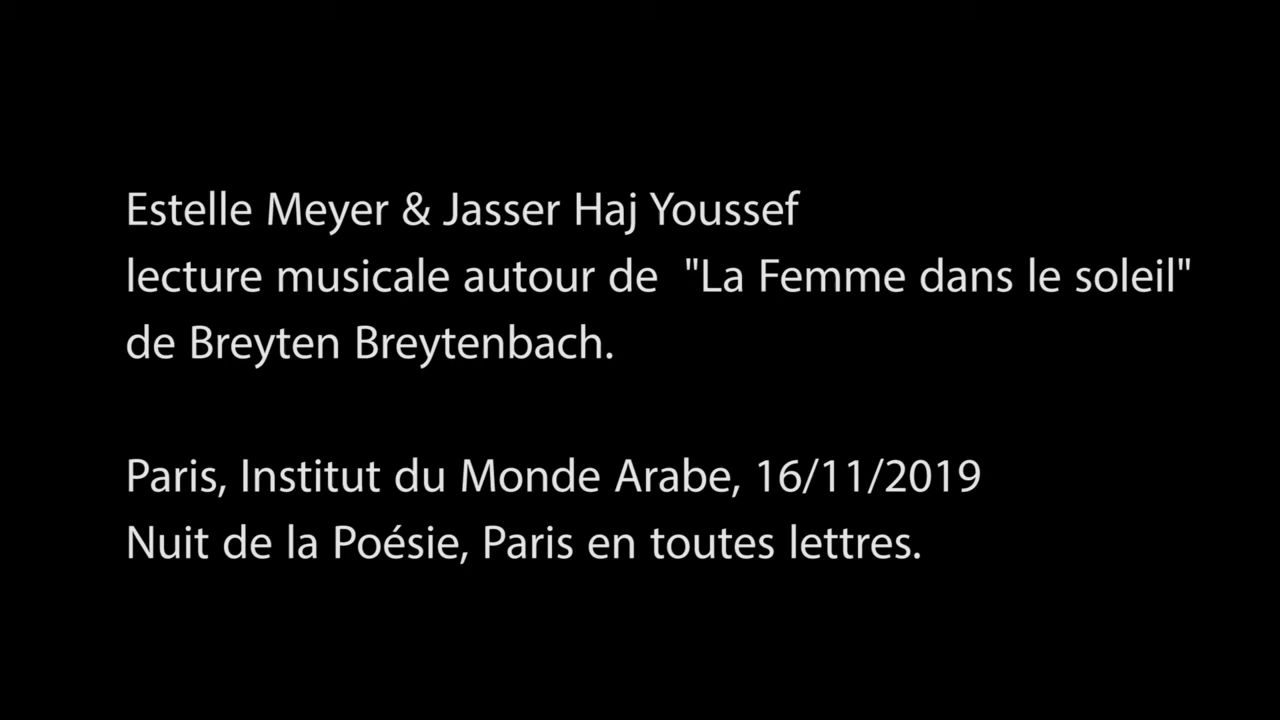 Estelle Meyer & Jasser Haj Youssef
lecture musicale autour de  "La Femme dans le soleil"
de Breyten Breytenbach.
Paris, Institut du Monde Arabe, 16/11/2019
Nuit de la Poésie, Paris en toutes lettres.